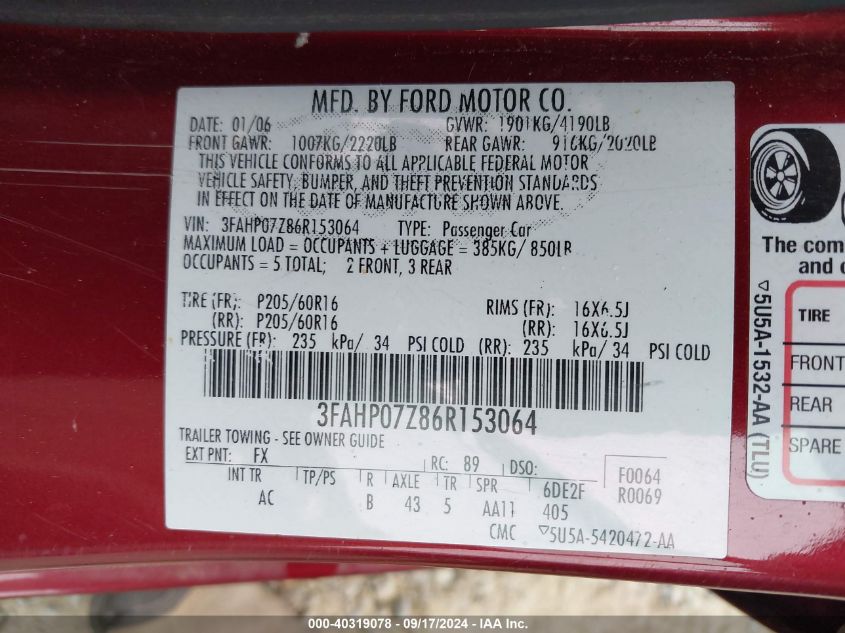 MFD. BY FORD MOTOR CO.
DATE: 01/06 GVWR: 1901KG/4190LB
FRONT GAWR: 1007KG/2220LB REAR GAWR: 916KG/2020LB
THIS VEHICLE CONFORMS TO ALL APPLICABLE FEDERAL MOTOR
VEHICLE SAFETY, BUMPER, AND THEFT PREVENTION STANDARDS
IN EFFECT ON THE DATE OF MANUFACTURE SHOWN ABOVE.
VIN: 3FAHP07Z86R153064 TYPE: Passenger Car
MAXIMUM LOAD = OCCUPANTS + LUGGAGE = 385KG/ 850LB
OCCUPANTS = 5 TOTAL; 2 FRONT, 3 REAR
TIRE (FR): P205/60R16 RIMS (FR): 16X6.5J
(RR): P205/60R16 (RR): 16X6.5J
PRESSURE (FR): 235 kPa/ 34 PSI COLD (RR): 235 kPa/ 34 PSI COLD
3FAHP07Z86R153064
TRAILER TOWING - SEE OWNER GUIDE
EXT PNT: FX RC: 89 DSO: F0064
INT TR TP/PS R AXLE TR SPR 6DE2F R0069
AC B 43 5 AA11 405
CMC ▽5U5A-5420472-AA
▽5U5A-1532-AA (TLU)
The com
and c
TIRE
FRONT
REAR
SPARE
000-40319078 - 09/17/2024 - IAA Inc.